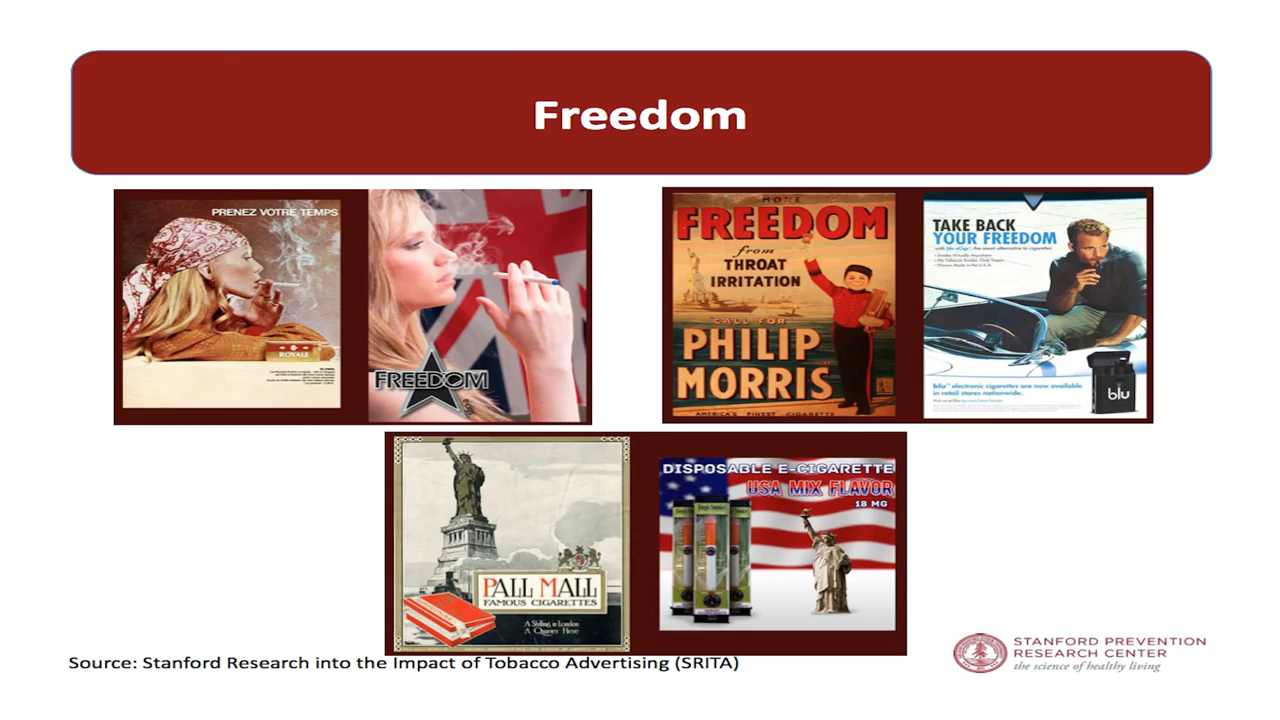 Freedom
PRENEZ VOTRE TEMPS
ROYALE
FREEDOM
MORE
FREEDOM
from
THROAT
IRRITATION
CALL FOR
PHILIP
MORRIS
AMERICA'S FINEST CIGARETTE
TAKE BACK
YOUR FREEDOM
with blu eCigs®, the smart alternative to cigarettes.
• Smoke Virtually Anywhere
• No Tobacco Smoke, Only Vapor
• Flavors Made in the U.S.A.
blu™ electronic cigarettes are now available
in retail stores nationwide.
blu
PALL MALL
FAMOUS CIGARETTES
A Shilling in London
A Quarter Here
DISPOSABLE E-CIGARETTE
USA MIX FLAVOR
18 MG
Source: Stanford Research into the Impact of Tobacco Advertising (SRITA)
STANFORD PREVENTION
RESEARCH CENTER
the science of healthy living